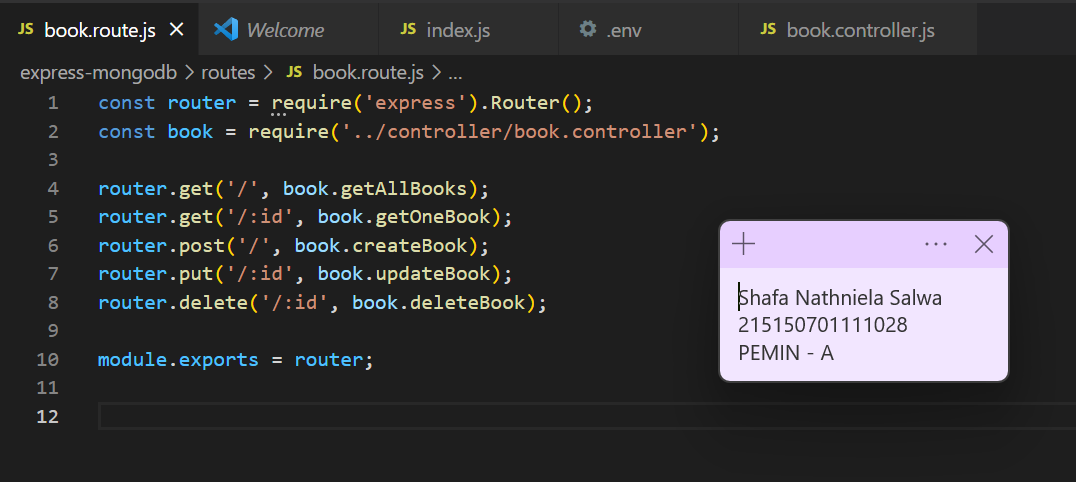 JS book.route.js × Welcome JS index.js .env JS book.controller.js
express-mongodb > routes > JS book.route.js > ...
1 const router = require('express').Router();
2 const book = require('../controller/book.controller');
3
4 router.get('/', book.getAllBooks);
5 router.get('/:id', book.getOneBook);
6 router.post('/', book.createBook);
7 router.put('/:id', book.updateBook);
8 router.delete('/:id', book.deleteBook);
9
10 module.exports = router;
11
12
Shafa Nathniela Salwa
215150701111028
PEMIN - A